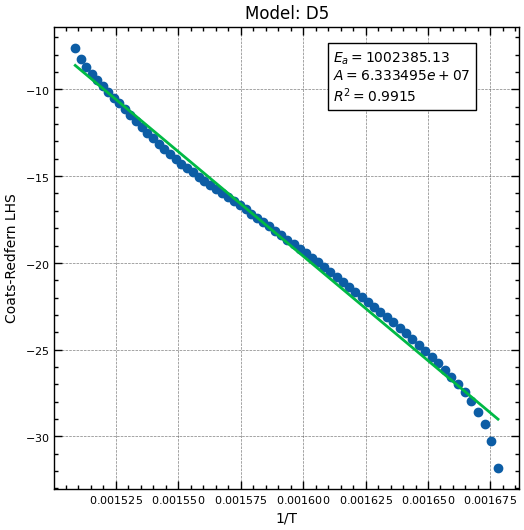 Model: D5
E_a = 1002385.13
A = 6.333495e + 07
R² = 0.9915
Coats-Redfern LHS
−10
−15
−20
−25
−30
0.001525 0.001550 0.001575 0.001600 0.001625 0.001650 0.001675
1/T